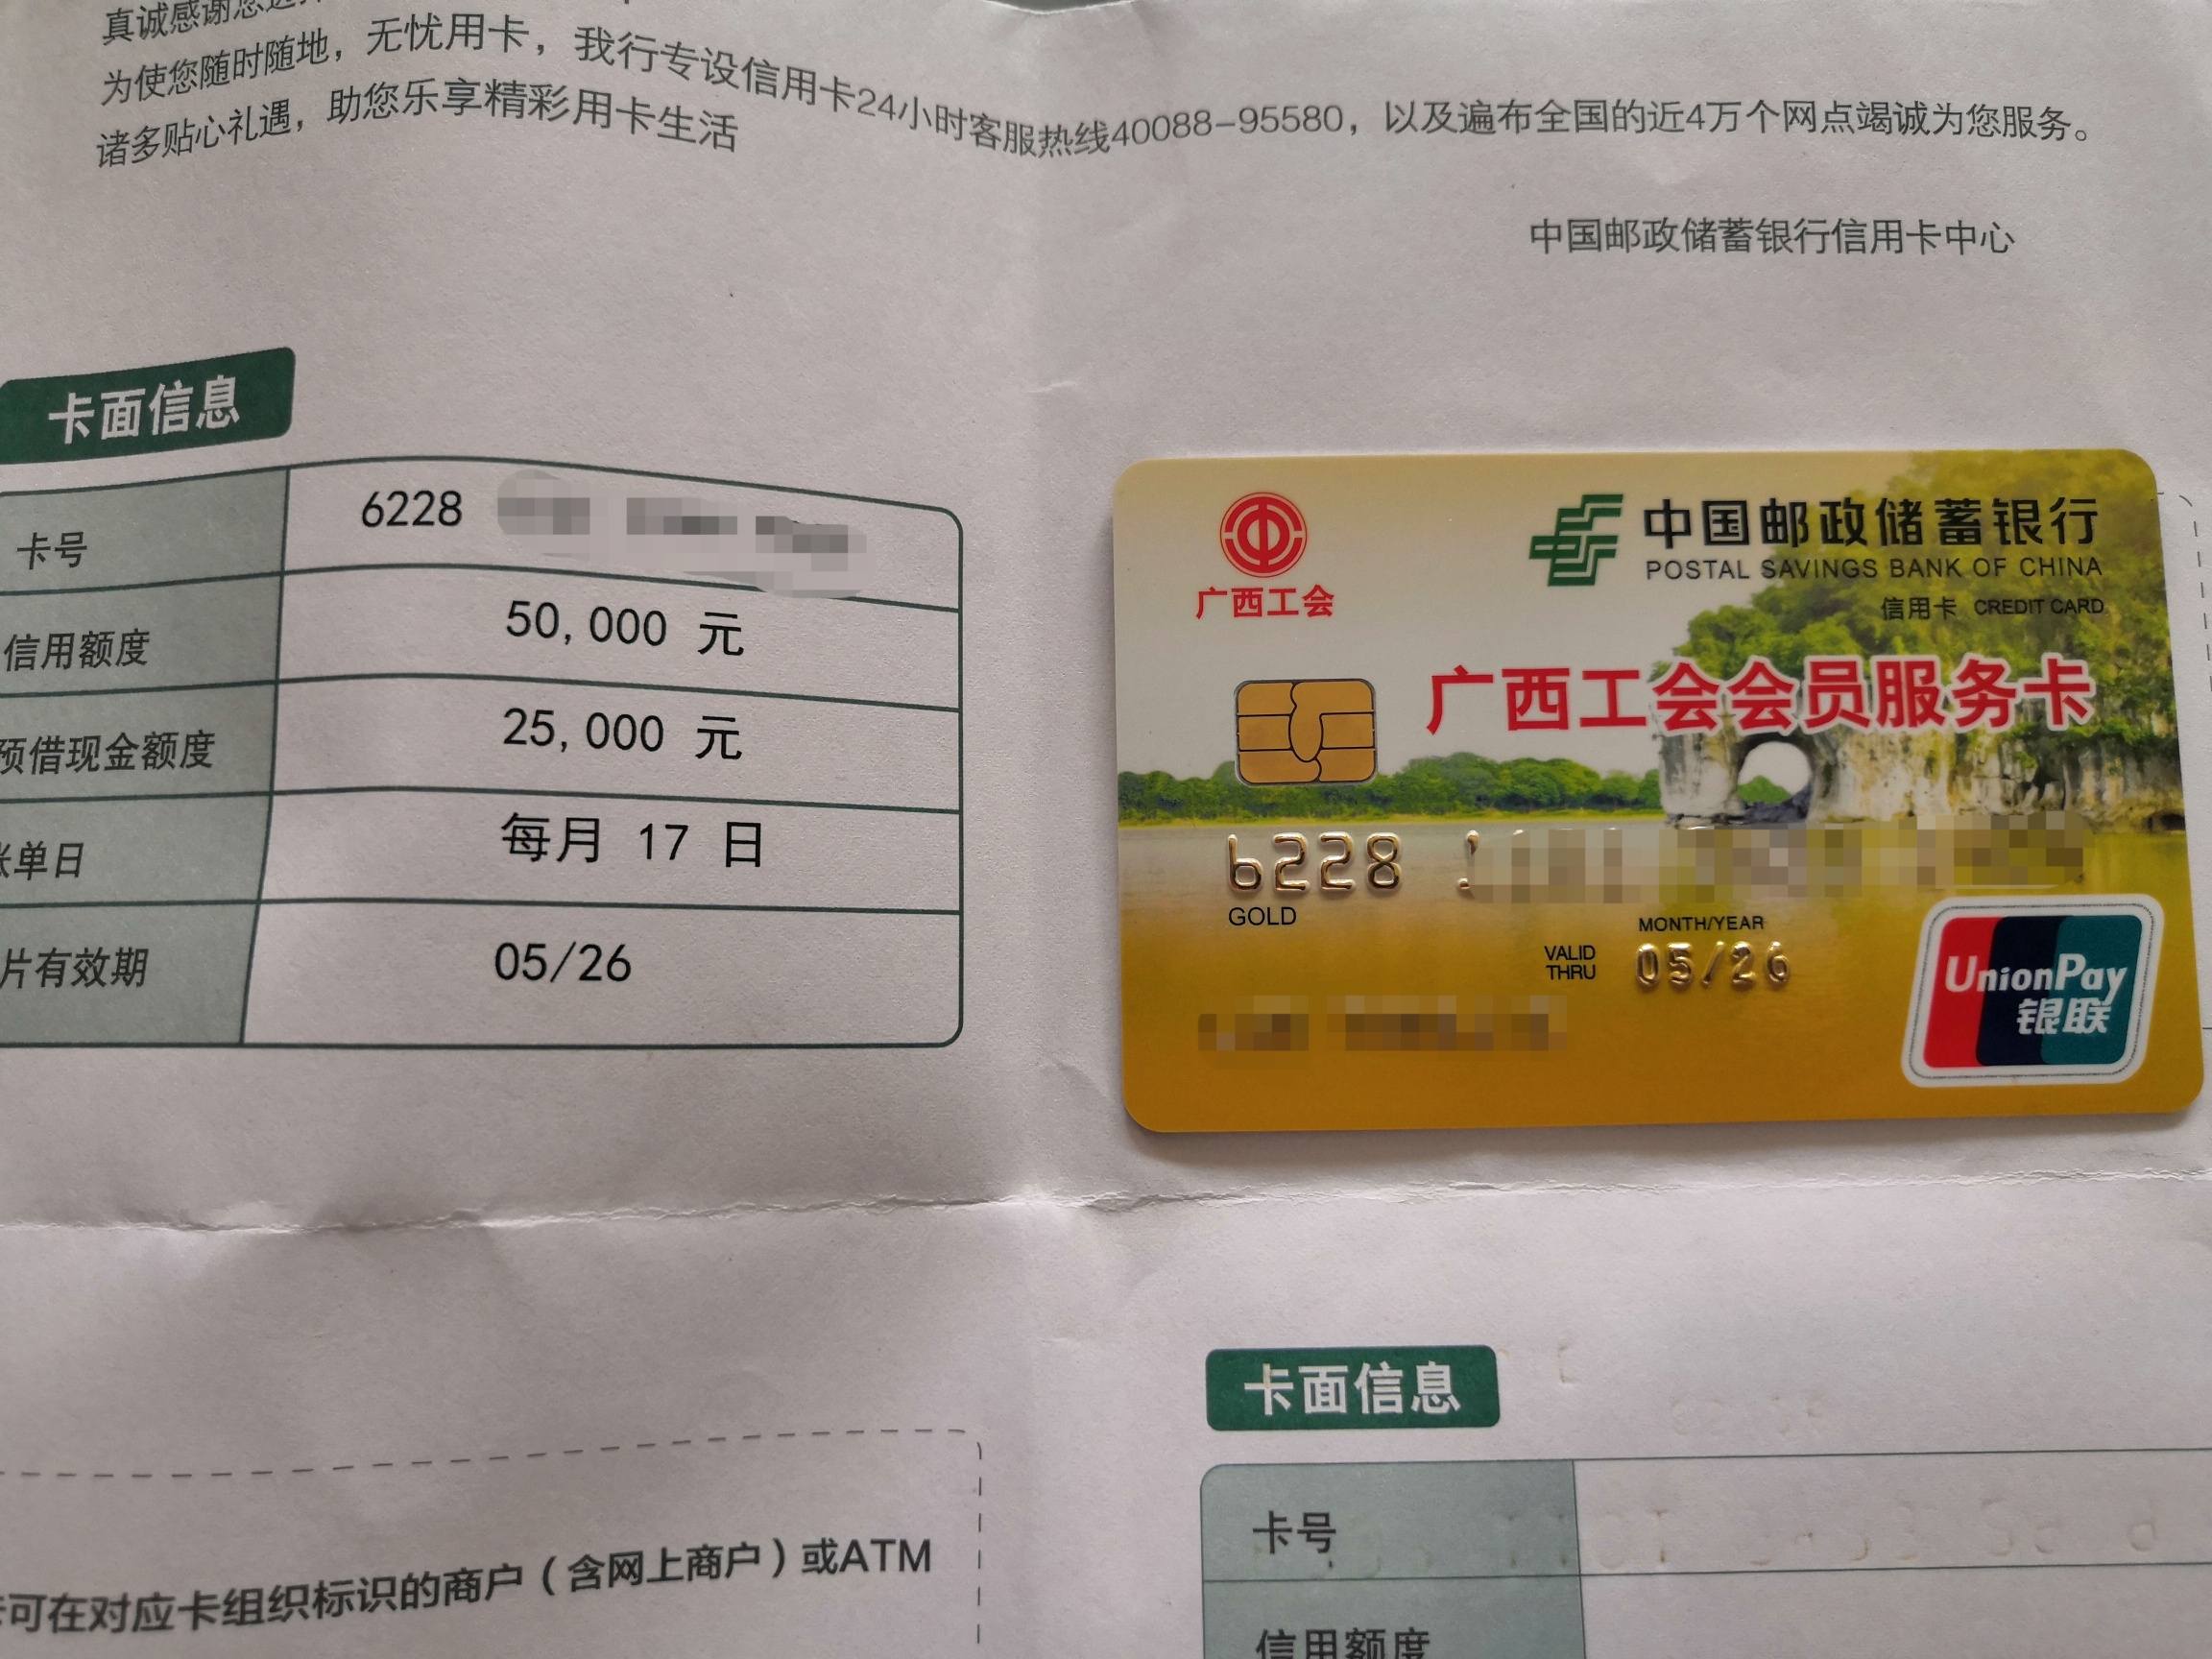 真诚感谢您选
为使您随时随地，无忧用卡，我行专设信用卡24小时客服热线40088-95580，以及遍布全国的近4万个网点竭诚为您服务。
诸多贴心礼遇，助您乐享精彩用卡生活
中国邮政储蓄银行信用卡中心
卡面信息
卡号 6228
信用额度 50,000 元
预借现金额度 25,000 元
账单日 每月 17 日
片有效期 05/26
广西工会
中国邮政储蓄银行
POSTAL SAVINGS BANK OF CHINA
信用卡 CREDIT CARD
广西工会会员服务卡
6228
GOLD
MONTH/YEAR
VALID THRU 05/26
UnionPay
银联
可在对应卡组织标识的商户（含网上商户）或ATM
卡面信息
卡号
信用额度